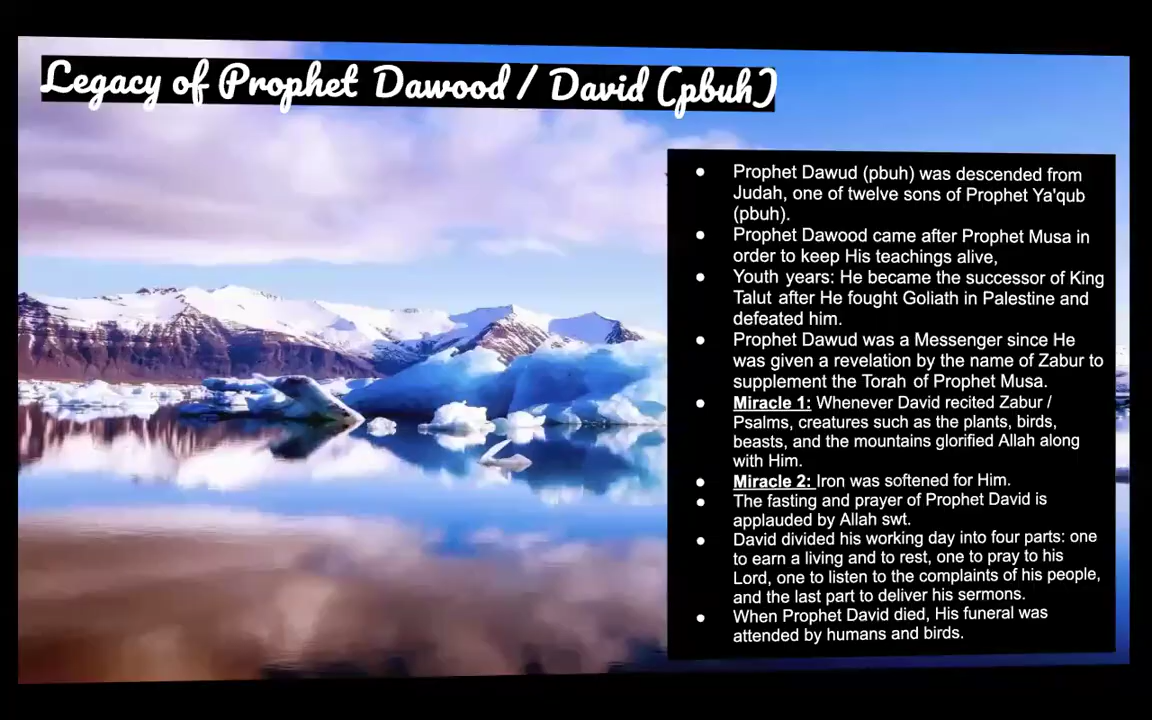 Legacy of Prophet Dawood / David (pbuh)
● Prophet Dawud (pbuh) was descended from
Judah, one of twelve sons of Prophet Ya'qub
(pbuh).
● Prophet Dawood came after Prophet Musa in
order to keep His teachings alive,
● Youth years: He became the successor of King
Talut after He fought Goliath in Palestine and
defeated him.
● Prophet Dawud was a Messenger since He
was given a revelation by the name of Zabur to
supplement the Torah of Prophet Musa.
● Miracle 1: Whenever David recited Zabur /
Psalms, creatures such as the plants, birds,
beasts, and the mountains glorified Allah along
with Him.
● Miracle 2: Iron was softened for Him.
● The fasting and prayer of Prophet David is
applauded by Allah swt.
● David divided his working day into four parts: one
to earn a living and to rest, one to pray to his
Lord, one to listen to the complaints of his people,
and the last part to deliver his sermons.
● When Prophet David died, His funeral was
attended by humans and birds.